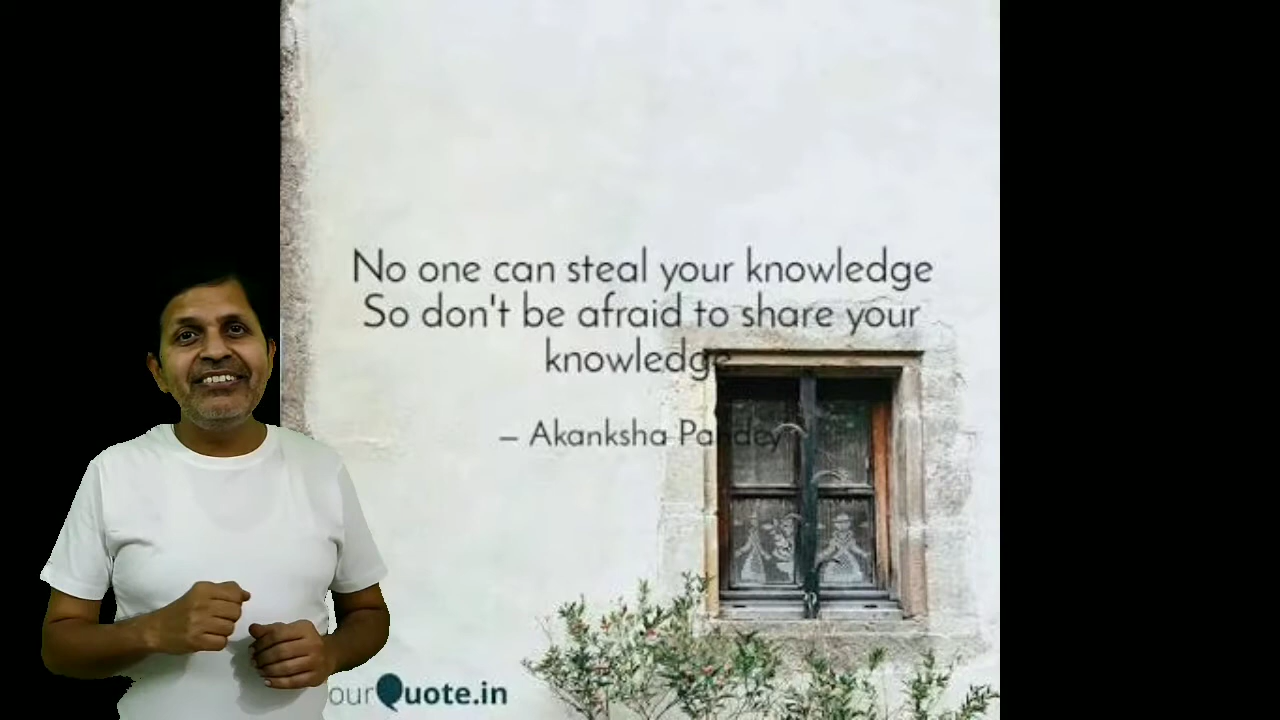 No one can steal your knowledge
So don't be afraid to share your
knowledge
– Akanksha Pandey
ourQuote.in